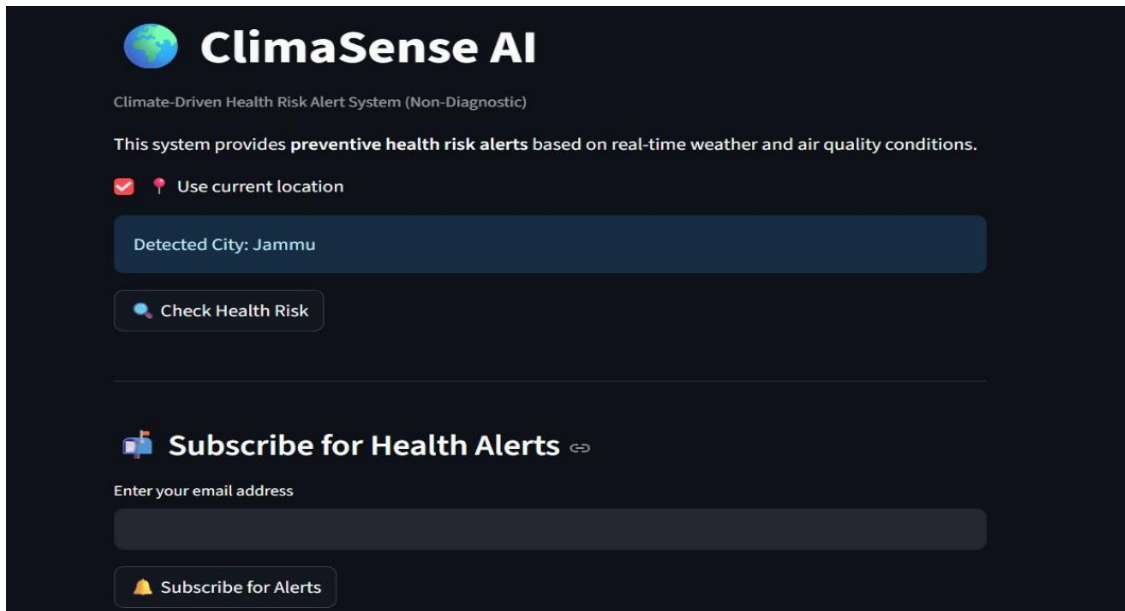 ClimaSense AI
Climate-Driven Health Risk Alert System (Non-Diagnostic)
This system provides preventive health risk alerts based on real-time weather and air quality conditions.
Use current location
Detected City: Jammu
Check Health Risk
Subscribe for Health Alerts
Enter your email address
Subscribe for Alerts